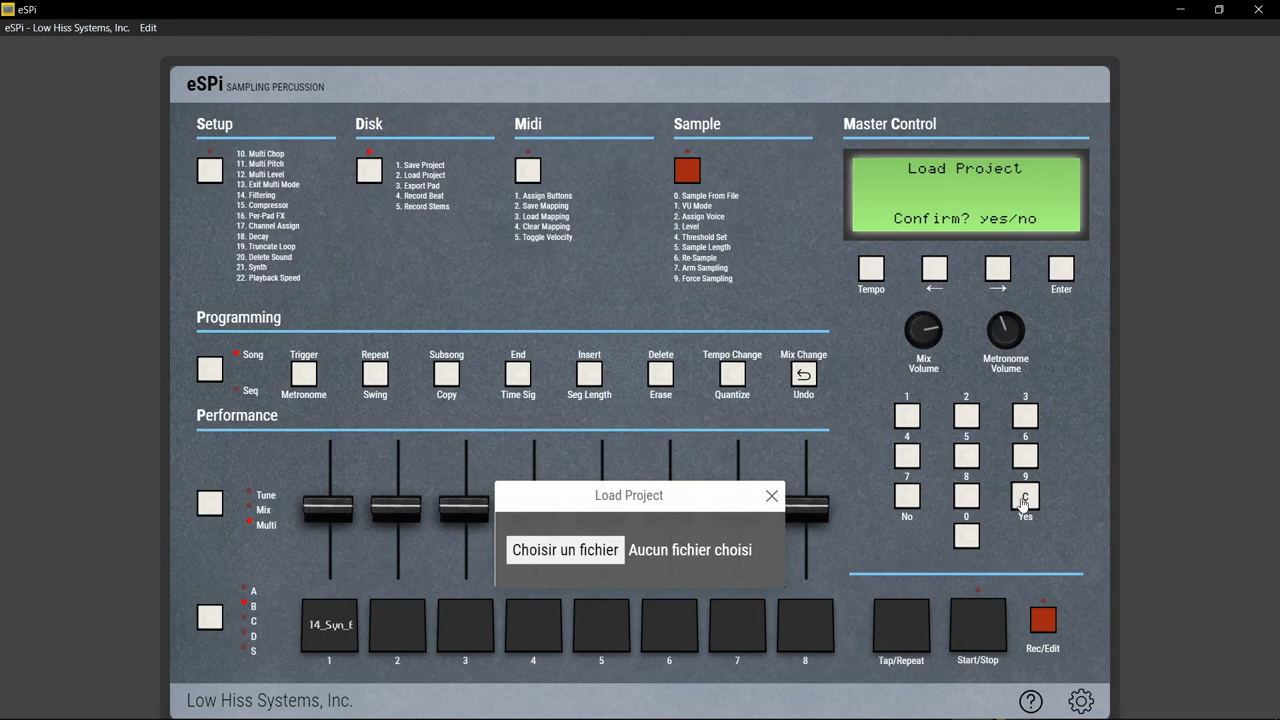 eSPi
eSPi - Low Hiss Systems, Inc. Edit
eSPi SAMPLING PERCUSSION
Setup
10. Multi Chop
11. Multi Pitch
12. Multi Level
13. Exit Multi Mode
14. Filtering
15. Compressor
16. Per-Pad FX
17. Channel Assign
18. Decay
19. Truncate Loop
20. Delete Sound
21. Synth
22. Playback Speed
Disk
1. Save Project
2. Load Project
3. Export Pad
4. Record Beat
5. Record Stems
Midi
1. Assign Buttons
2. Save Mapping
3. Load Mapping
4. Clear Mapping
5. Toggle Velocity
Sample
0. Sample From File
1. VU Mode
2. Assign Voice
3. Level
4. Threshold Set
5. Sample Length
6. Re-Sample
7. Arm Sampling
9. Force Sampling
Master Control
Load Project
Confirm? yes/no
Tempo ← → Enter
Mix Volume
Metronome Volume
Programming
Song
Seq
Trigger Repeat Subsong End Insert Delete Tempo Change Mix Change
Metronome Swing Copy Time Sig Seg Length Erase Quantize Undo
Performance
Tune
Mix
Multi
1 2 3
4 5 6
7 8 9
C
No 0 Yes
Load Project
Choisir un fichier Aucun fichier choisi
A
B
C
D
S
14_Syn_
1 2 3 4 5 6 7 8
Tap/Repeat Start/Stop Rec/Edit
Low Hiss Systems, Inc.
?